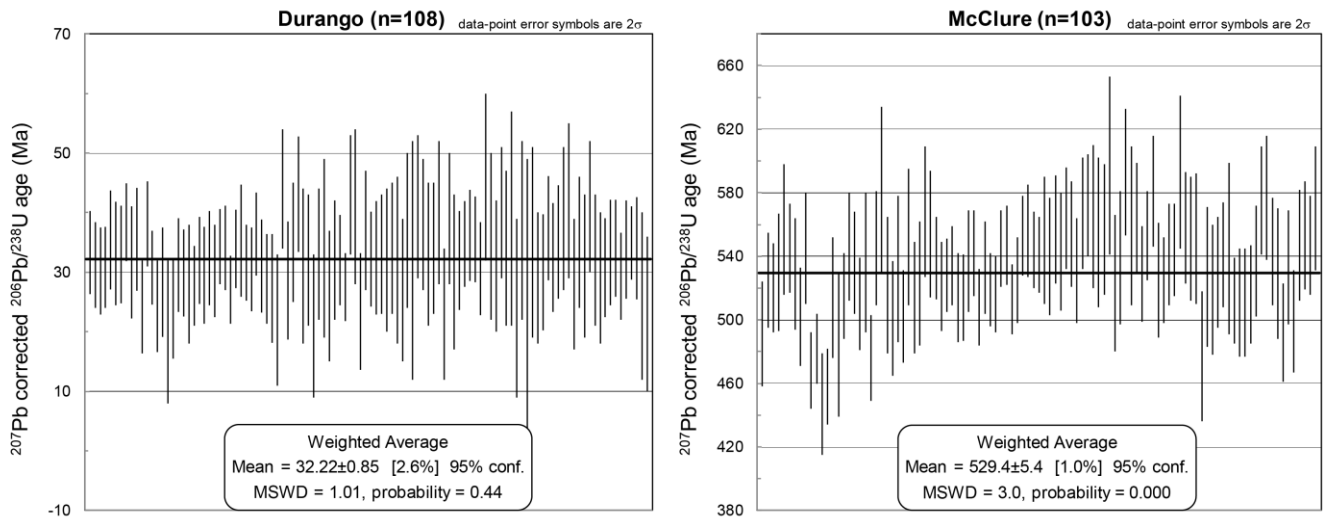 Durango (n=108) data-point error symbols are 2σ
70
50
30
10
-10
207Pb corrected 206Pb/238U age (Ma)
Weighted Average
Mean = 32.22±0.85 [2.6%] 95% conf.
MSWD = 1.01, probability = 0.44
McClure (n=103) data-point error symbols are 2σ
660
620
580
540
500
460
420
380
207Pb corrected 206Pb/238U age (Ma)
Weighted Average
Mean = 529.4±5.4 [1.0%] 95% conf.
MSWD = 3.0, probability = 0.000